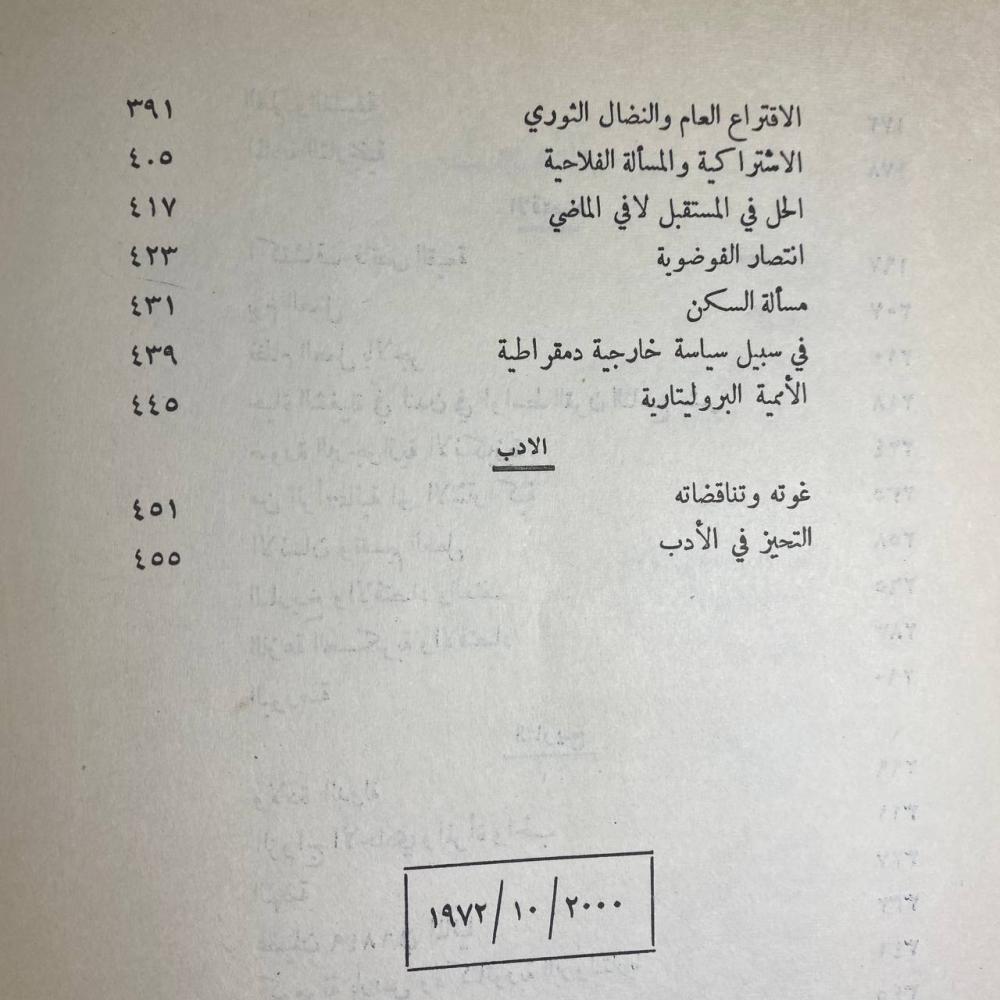 الاقتراع العام والنضال الثوري ٣٩١
الاشتراكية والمسألة الفلاحية ٤٠٥
الحل في المستقبل لافي الماضي ٤١٧
انتصار الفوضوية ٤٢٣
مسألة السكن ٤٣١
في سبيل سياسة خارجية دمقراطية ٤٣٩
الأممية البروليتارية ٤٤٥
الادب
غوته وتناقضاته ٤٥١
التحيز في الأدب ٤٥٥
١٩٧٢/١٠/٢٠٠٠